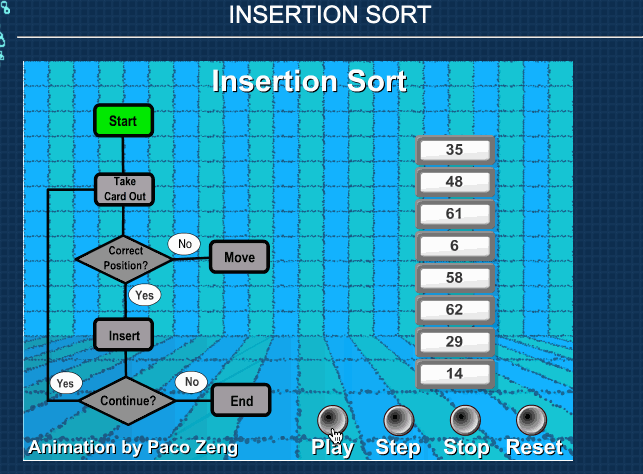 INSERTION SORT
Insertion Sort
Start
Take
Card Out
Correct
Position?
No
Move
Yes
Insert
Yes
Continue?
No
End
35
48
61
6
58
62
29
14
Animation by Paco Zeng
Play
Step
Stop
Reset